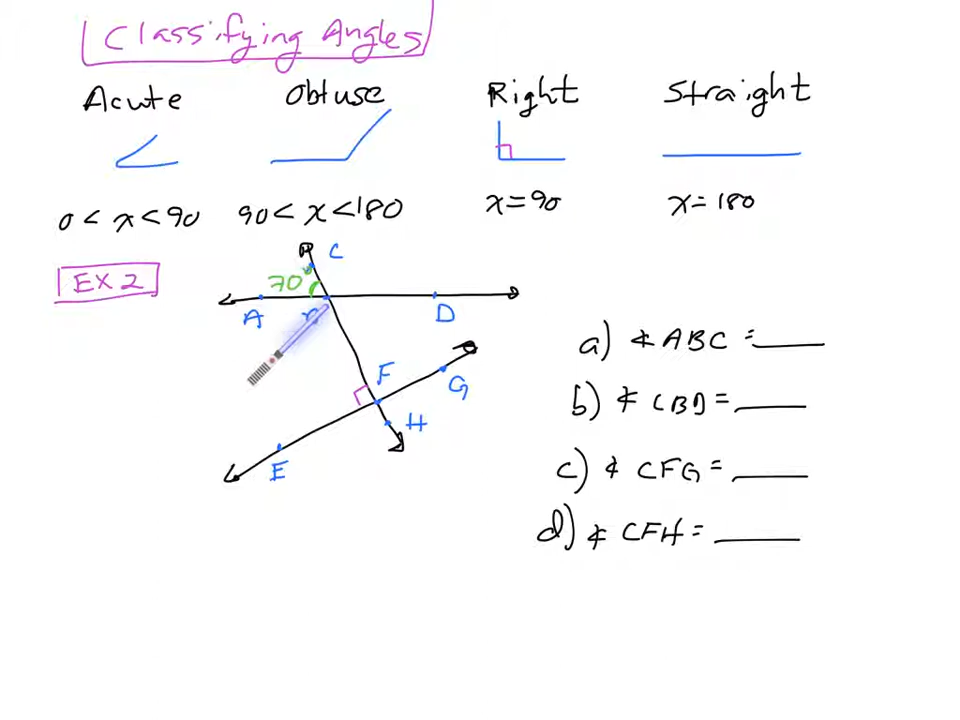 Classifying Angles
Acute Obtuse Right Straight
0 < x < 90 90 < x < 180 x = 90 x = 180
EX 2
C
70°
A D
F
G
H
E
a) ∡ ABC = ____
b) ∡ CBD = ____
c) ∡ CFG = ____
d) ∡ CFH = ____